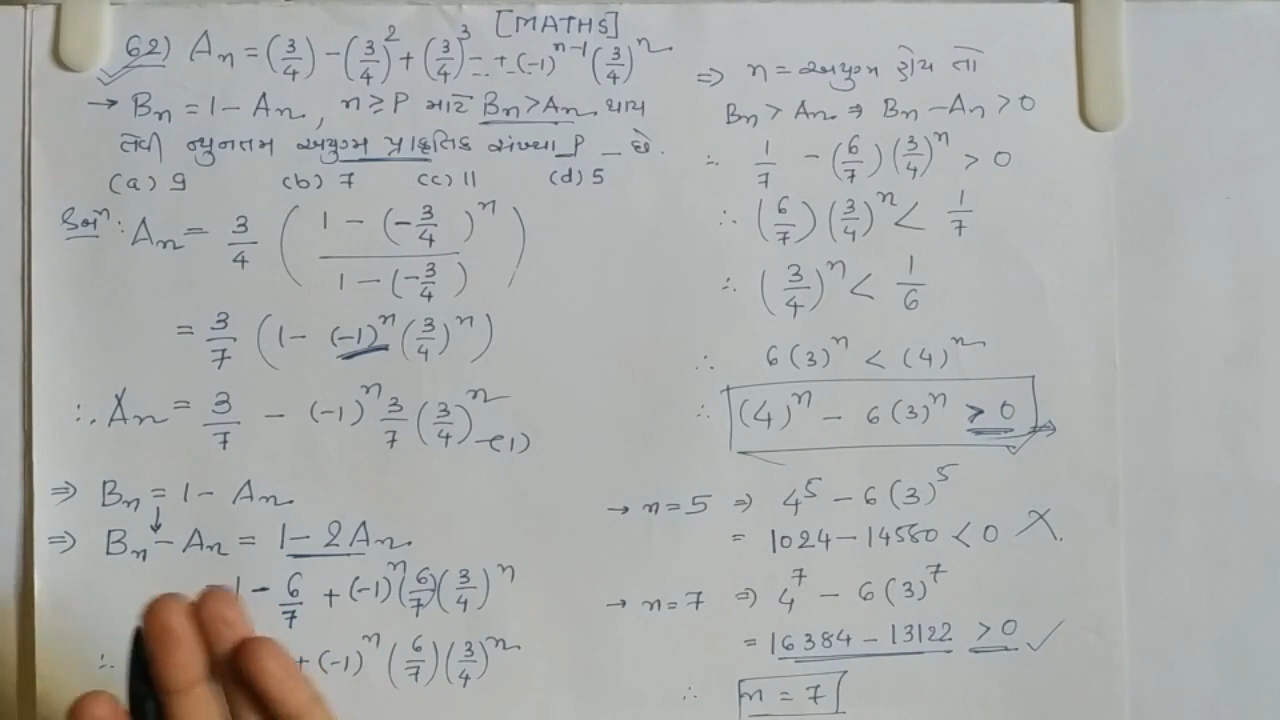 [MATHS]
62) An = (3/4) - (3/4)² + (3/4)³ - ... + (-1)ⁿ⁻¹ (3/4)ⁿ
→ Bn = 1 - An, n ≥ P માટે Bn > An થાય
તેવી ન્યુનતમ અયુગ્મ પ્રાકૃતિક સંખ્યા P _ છે.
(a) 9 (b) 7 (c) 11 (d) 5
ઉકેલ : An = 3/4 ( (1 - (-3/4)ⁿ) / (1 - (-3/4)) )
= 3/7 (1 - (-1)ⁿ (3/4)ⁿ)
∴ An = 3/7 - (-1)ⁿ 3/7 (3/4)ⁿ —(1)
⇒ Bn = 1 - An
⇒ Bn - An = 1 - 2An
1 - 6/7 + (-1)ⁿ (6/7) (3/4)ⁿ
∴ + (-1)ⁿ (6/7) (3/4)ⁿ
⇒ n = અયુગ્મ હોય તો
Bn > An ⇒ Bn - An > 0
∴ 1/7 - (6/7) (3/4)ⁿ > 0
∴ (6/7) (3/4)ⁿ < 1/7
∴ (3/4)ⁿ < 1/6
∴ 6(3)ⁿ < (4)ⁿ
∴ (4)ⁿ - 6(3)ⁿ > 0
→ n = 5 ⇒ 4⁵ - 6(3)⁵
= 1024 - 14580 < 0 ✗
→ n = 7 ⇒ 4⁷ - 6(3)⁷
= 16384 - 13122 > 0 ✓
∴ n = 7